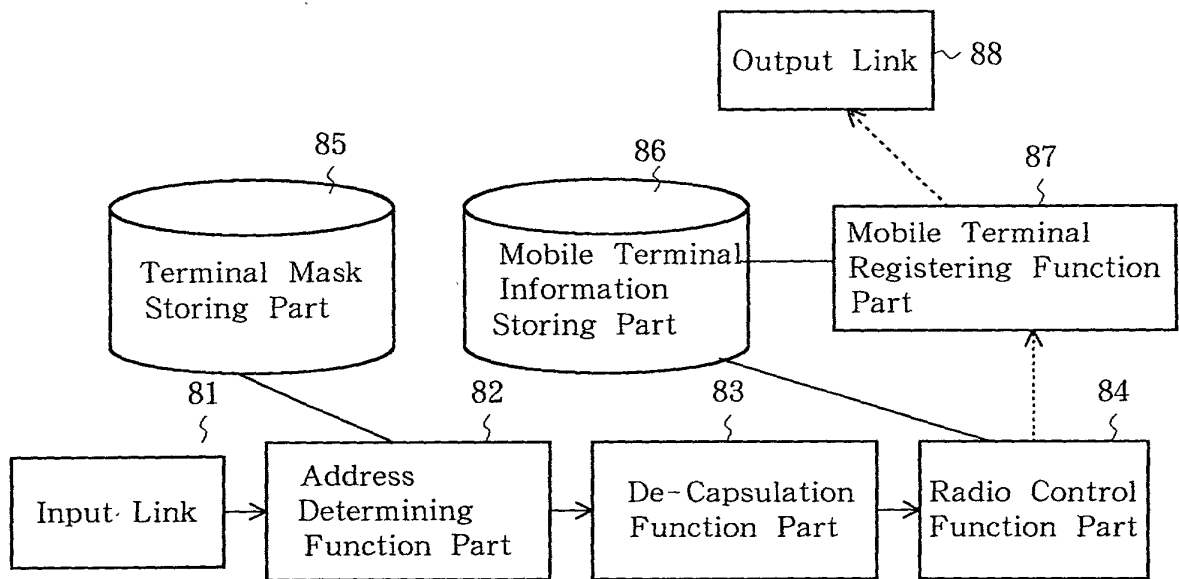 Output Link
88
85
86
87
Terminal Mask
Storing Part
Mobile Terminal
Information
Storing Part
Mobile Terminal
Registering Function
Part
81
82
83
84
Input Link
Address
Determining
Function Part
De-Capsulation
Function Part
Radio Control
Function Part